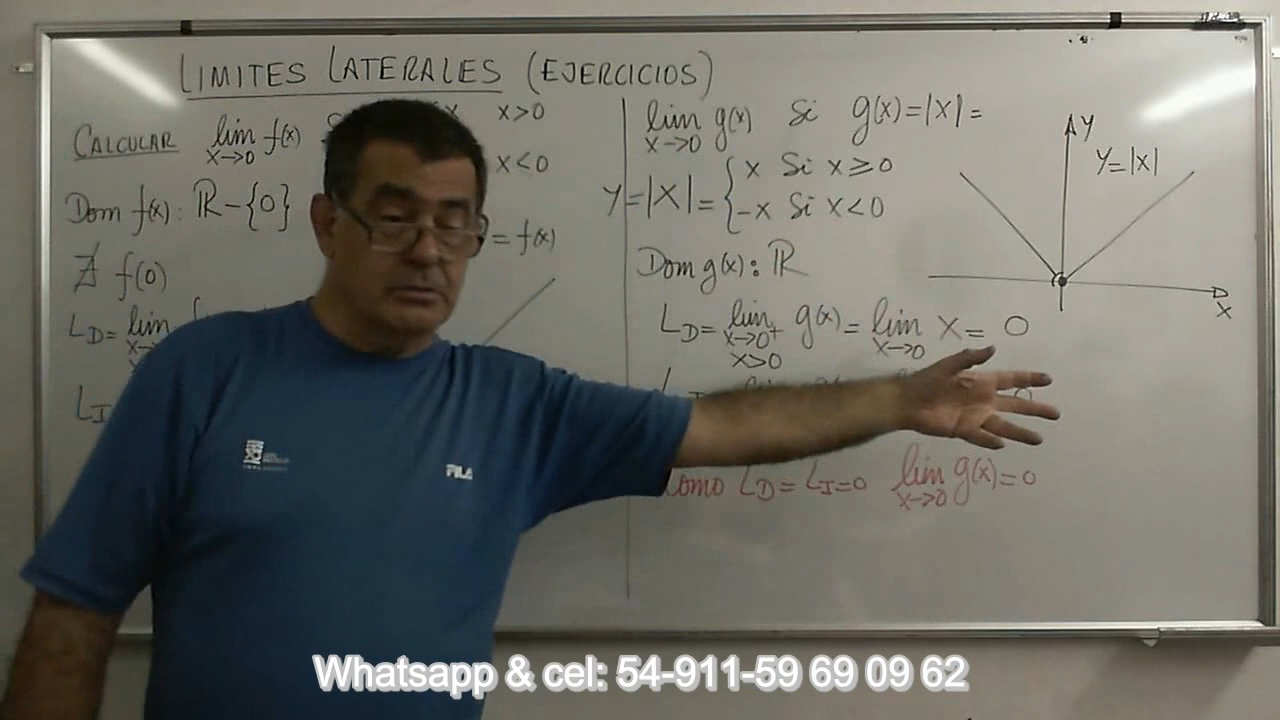 LIMITES LATERALES (EJERCICIOS)
CALCULAR lim f(x)
x→0
x>0
x<0
Dom f(x): ℝ-{0}
= f(x)
∄ f(0)
L_D= lim
L_I
lim g(x) Si g(x)=|x|=
x→0
Y=|X|= { x Si x≥0
-x Si x<0
Dom g(x): ℝ
L_D= lim g(x)= lim x= 0
x→0⁺ x→0
x>0
como L_D= L_I=0 lim g(x)=0
x→0
Y
Y=|X|
X
FILA
Whatsapp & cel: 54-911-59 69 09 62